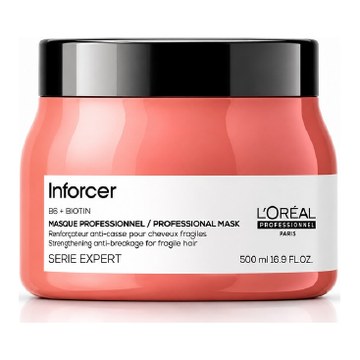 Inforcer
B6 + BIOTIN
MASQUE PROFESSIONNEL / PROFESSIONAL MASK
Renforçateur anti-casse pour cheveux fragiles
Strengthening anti-breakage for fragile hair
SERIE EXPERT
L'ORÉAL
PROFESSIONNEL
PARIS
500 ml 16.9 FL.OZ.